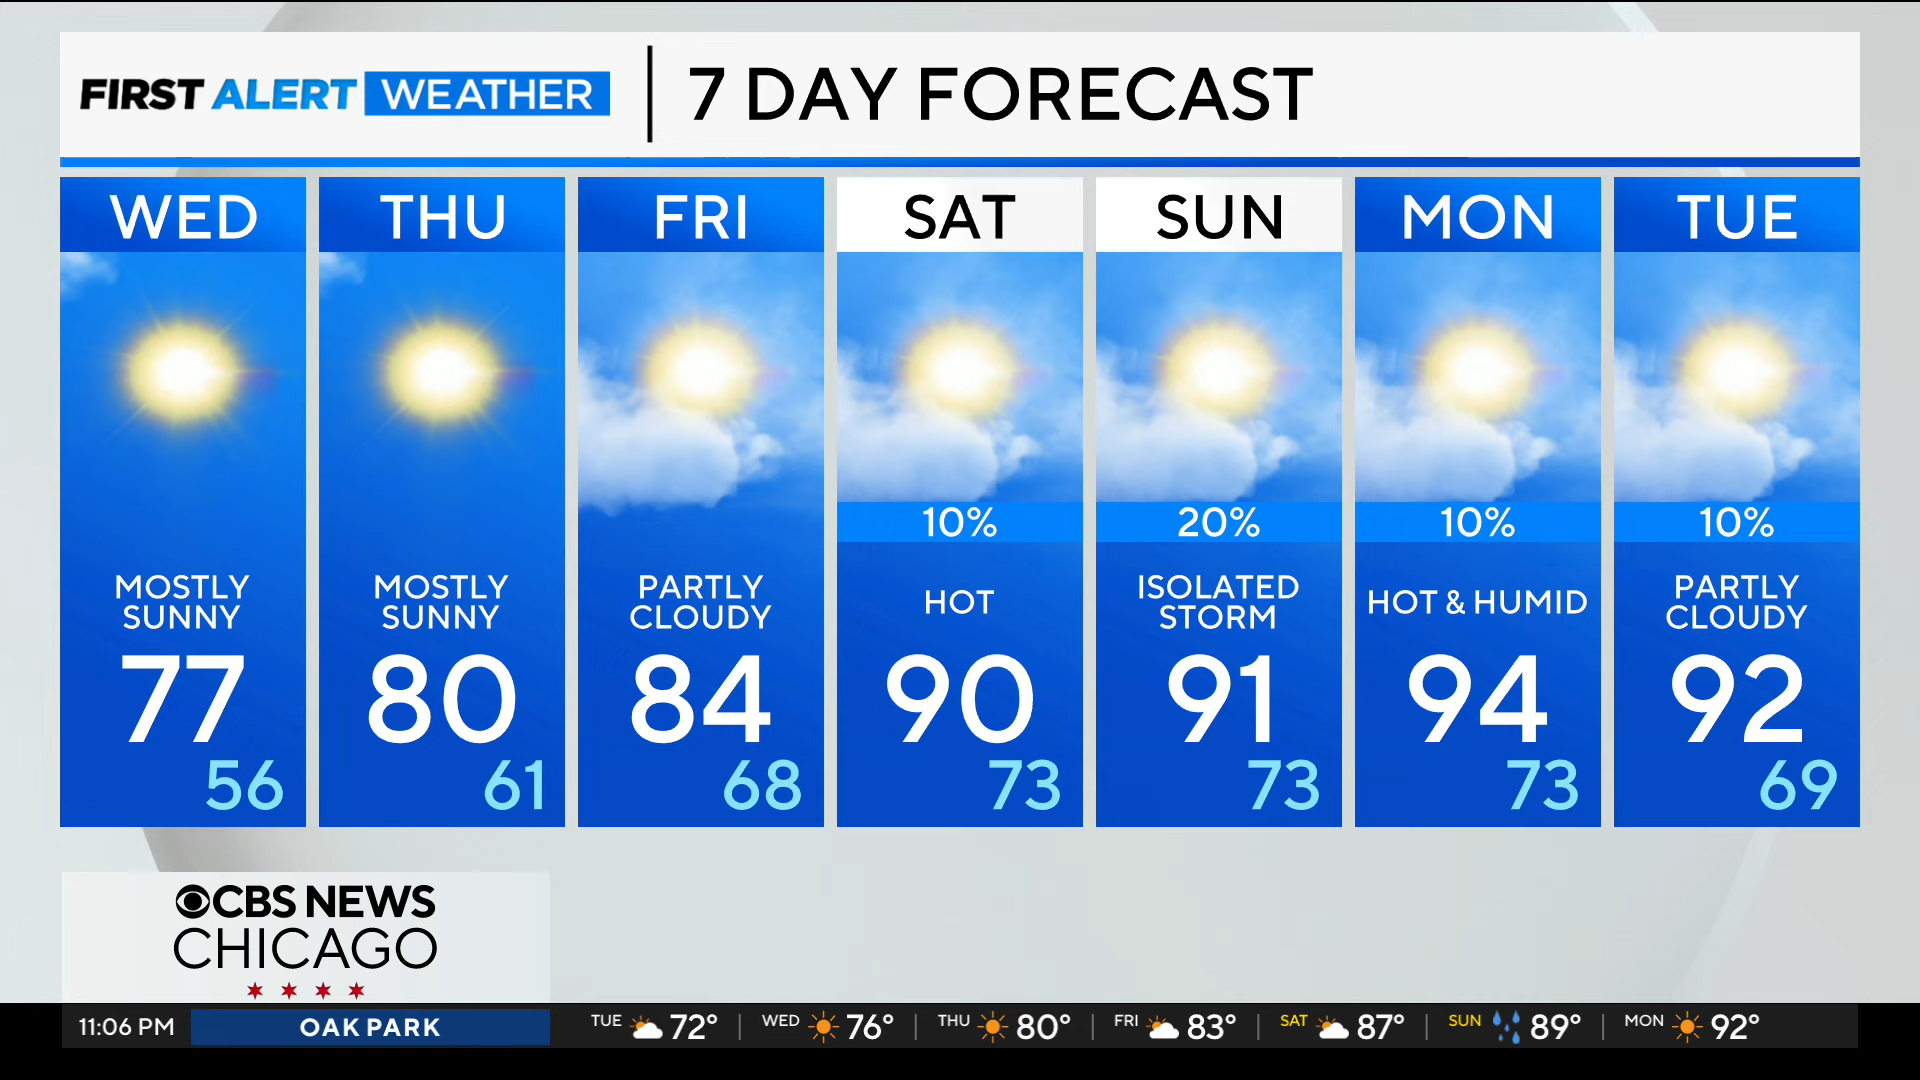 FIRST ALERT WEATHER
7 DAY FORECAST
WED THU FRI SAT SUN MON TUE
10% 20% 10% 10%
MOSTLY SUNNY MOSTLY SUNNY PARTLY CLOUDY HOT ISOLATED STORM HOT & HUMID PARTLY CLOUDY
77 80 84 90 91 94 92
56 61 68 73 73 73 69
CBS NEWS
CHICAGO
11:06 PM OAK PARK TUE 72° WED 76° THU 80° FRI 83° SAT 87° SUN 89° MON 92°